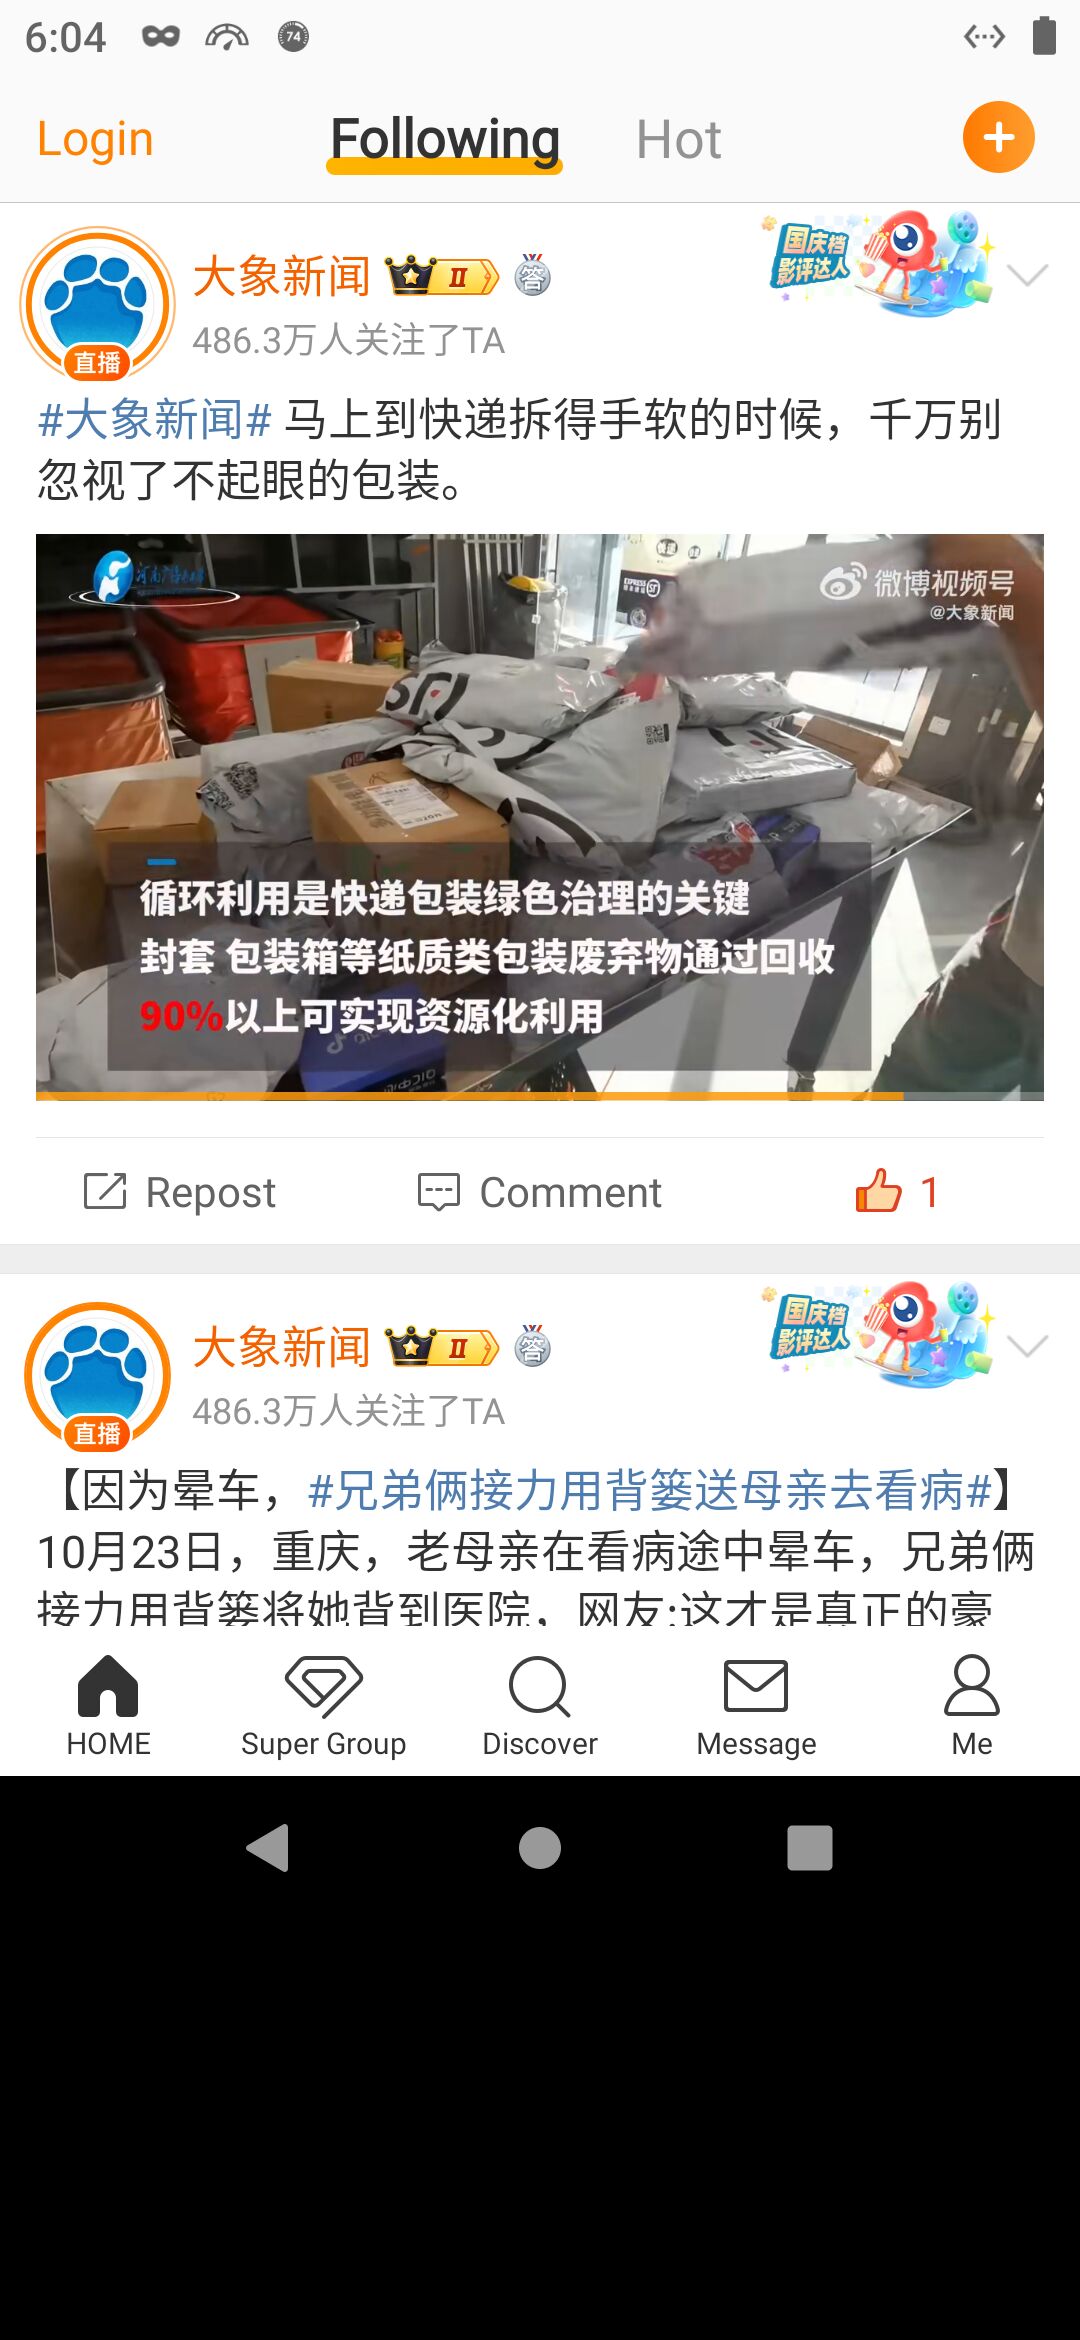 6:04
74
Login
Following
Hot
大象新闻
II
答
国庆档
影评达人
直播
486.3万人关注了TA
#大象新闻# 马上到快递拆得手软的时候，千万别
忽视了不起眼的包装。
微博视频号
@大象新闻
EXPRESS
循环利用是快递包装绿色治理的关键
封套 包装箱等纸质类包装废弃物通过回收
90%以上可实现资源化利用
Repost
Comment
1
大象新闻
II
答
国庆档
影评达人
直播
486.3万人关注了TA
【因为晕车，#兄弟俩接力用背篓送母亲去看病#】
10月23日，重庆，老母亲在看病途中晕车，兄弟俩
接力用背篓将她背到医院，网友:这才是真正的豪
HOME
Super Group
Discover
Message
Me